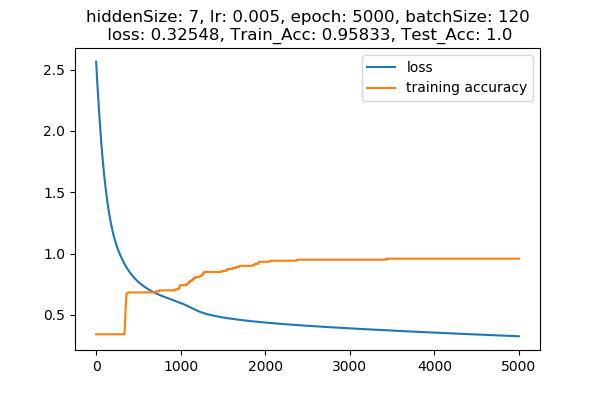 hiddenSize: 7, lr: 0.005, epoch: 5000, batchSize: 120
loss: 0.32548, Train_Acc: 0.95833, Test_Acc: 1.0
loss
training accuracy
2.5
2.0
1.5
1.0
0.5
0 1000 2000 3000 4000 5000